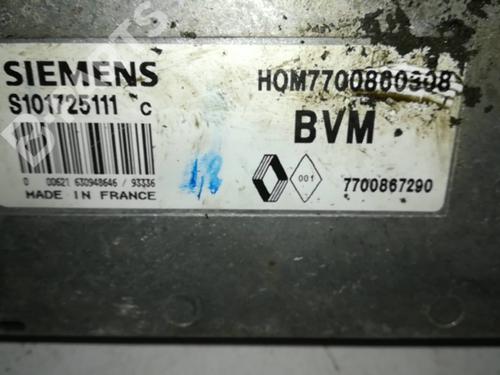 SIEMENS
HOM7700860308
S101725111 C
BVM
0 00621 630948646 / 93336
MADE IN FRANCE
001
7700867290